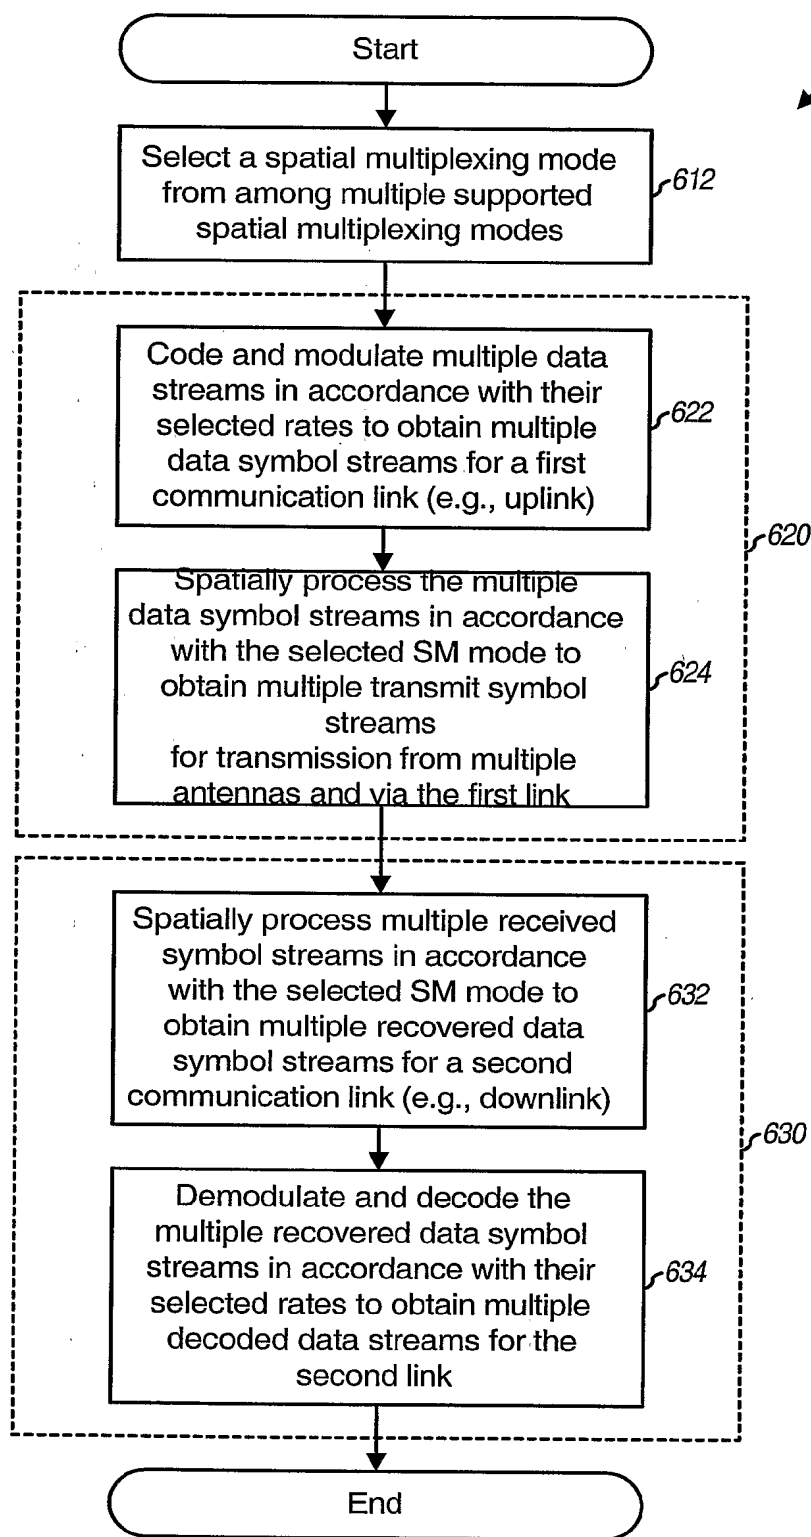 Start
Select a spatial multiplexing mode
from among multiple supported
spatial multiplexing modes
612
Code and modulate multiple data
streams in accordance with their
selected rates to obtain multiple
data symbol streams for a first
communication link (e.g., uplink)
622
620
Spatially process the multiple
data symbol streams in accordance
with the selected SM mode to
obtain multiple transmit symbol
streams
for transmission from multiple
antennas and via the first link
624
Spatially process multiple received
symbol streams in accordance
with the selected SM mode to
obtain multiple recovered data
symbol streams for a second
communication link (e.g., downlink)
632
630
Demodulate and decode the
multiple recovered data symbol
streams in accordance with their
selected rates to obtain multiple
decoded data streams for the
second link
634
End